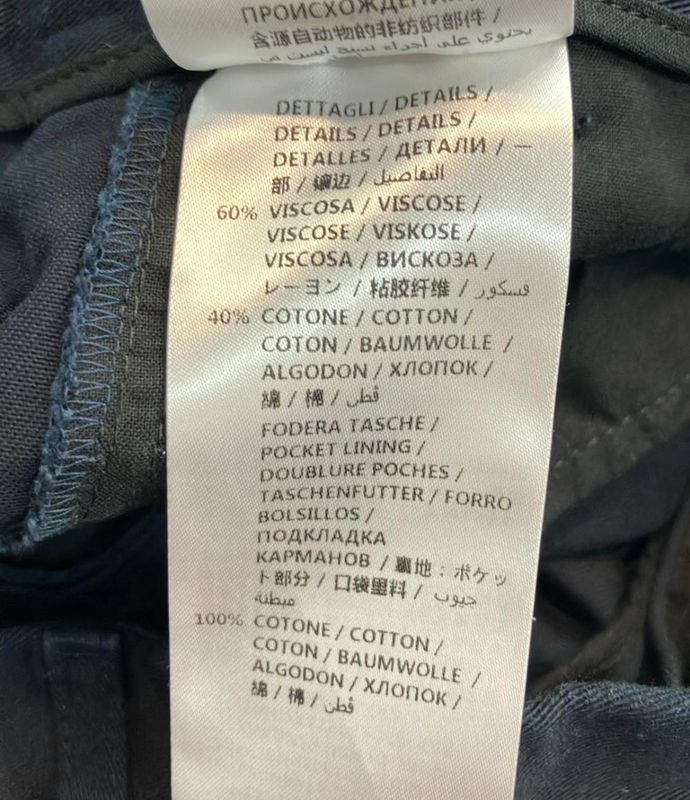 ПРОИСХОЖДЕНИЯ
含源自动物的非纺织部件 /
يحتوي على أجزاء
DETTAGLI / DETAILS /
DETAILS / DETAILS /
DETALLES / ДЕТАЛИ / 一
部 / 镶边 / التفاصيل
60% VISCOSA / VISCOSE /
VISCOSE / VISKOSE /
VISCOSA / ВИСКОЗА /
レーヨン / 粘胶纤维 / فسكور
40% COTONE / COTTON /
COTON / BAUMWOLLE /
ALGODON / ХЛОПОК /
綿 / 棉 / قطن
FODERA TASCHE /
POCKET LINING /
DOUBLURE POCHES /
TASCHENFUTTER / FORRO
BOLSILLOS /
ПОДКЛАДКА
КАРМАНОВ / 裏地：ポケッ
ト部分 / 口袋里料 / جيوب
مبطنة
100% COTONE / COTTON /
COTON / BAUMWOLLE /
ALGODON / ХЛОПОК /
綿 / 棉 / قطن